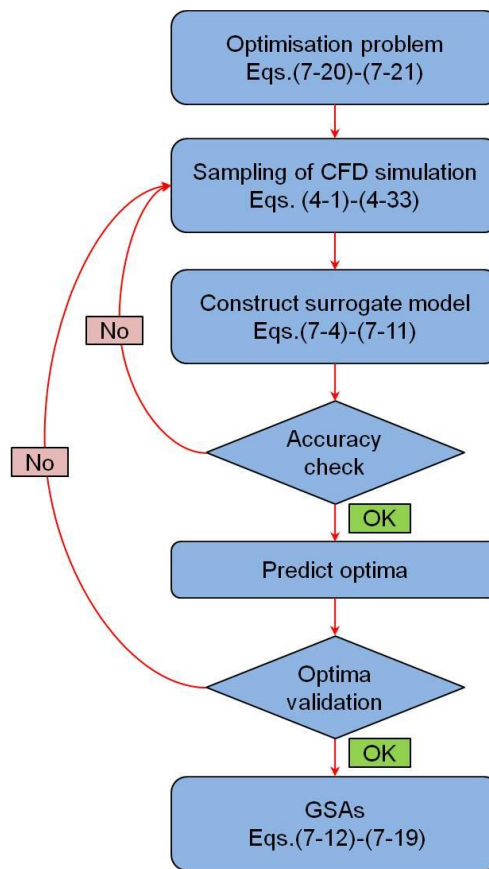 Optimisation problem
Eqs.(7-20)-(7-21)
Sampling of CFD simulation
Eqs. (4-1)-(4-33)
Construct surrogate model
Eqs.(7-4)-(7-11)
No
Accuracy
check
No
OK
Predict optima
Optima
validation
OK
GSAs
Eqs.(7-12)-(7-19)